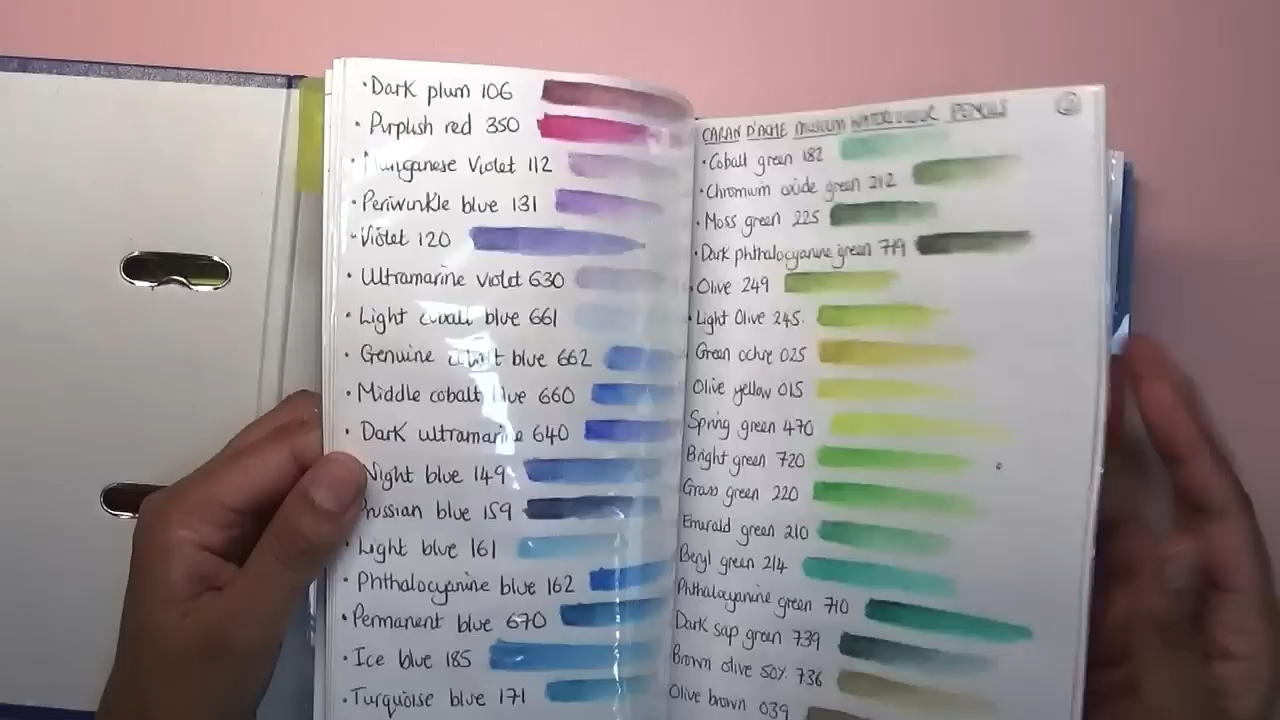 ·Dark plum 106
·Purplish red 350
·Manganese Violet 112
·Periwinkle blue 131
·Violet 120
·Ultramarine violet 630
·Light cobalt blue 661
·Genuine cobalt blue 662
·Middle cobalt blue 660
·Dark ultramarine 640
Night blue 149
Prussian blue 159
·Light blue 161
·Phthalocyanine blue 162
·Permanent blue 670
·Ice blue 185
·Turquoise blue 171
CARAN D'ACHE MUSEUM WATERCOLOUR PENCILS
·Cobalt green 182
·Chromium oxide green 212
·Moss green 225
·Dark phthalocyanine green 719
·Olive 249
·Light Olive 245.
Green ochre 025
Olive yellow 015
Spring green 470
Bright green 720
Grass green 220
Emerald green 210
Beryl green 214
Phthalocyanine green 710
Dark sap green 739
Brown olive 50% 736
Olive brown 039